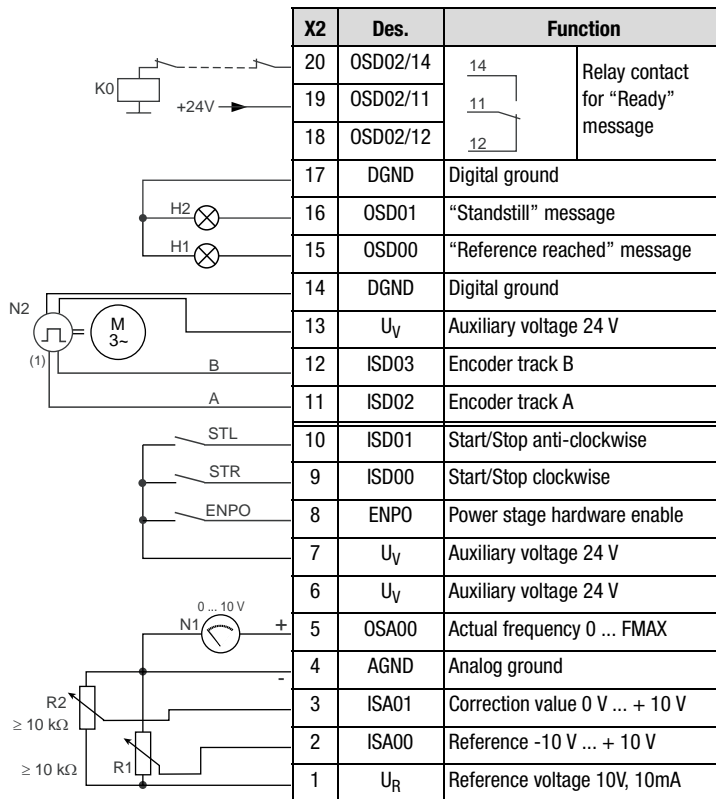 X2 Des. Function
20 OSD02/14 14 Relay contact
K0 +24V 19 OSD02/11 11 for “Ready”
18 OSD02/12 12 message
17 DGND Digital ground
H2 16 OSD01 “Standstill” message
H1 15 OSD00 “Reference reached” message
14 DGND Digital ground
N2 M 3~ 13 UV Auxiliary voltage 24 V
(1) B 12 ISD03 Encoder track B
A 11 ISD02 Encoder track A
STL 10 ISD01 Start/Stop anti-clockwise
STR 9 ISD00 Start/Stop clockwise
ENPO 8 ENPO Power stage hardware enable
7 UV Auxiliary voltage 24 V
6 UV Auxiliary voltage 24 V
0 ... 10 V
N1 + 5 OSA00 Actual frequency 0 ... FMAX
- 4 AGND Analog ground
R2 3 ISA01 Correction value 0 V ... + 10 V
≥ 10 kΩ
2 ISA00 Reference -10 V ... + 10 V
≥ 10 kΩ R1
1 UR Reference voltage 10V, 10mA